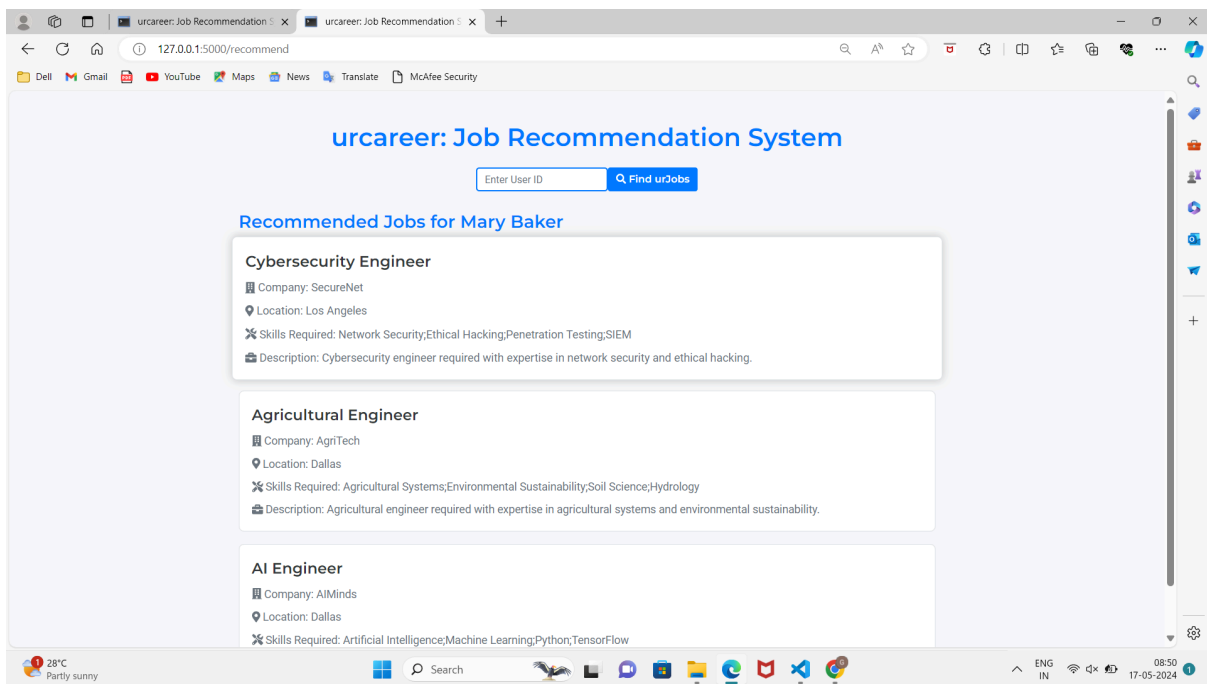 urcareer: Job Recommendation S
urcareer: Job Recommendation S
127.0.0.1:5000/recommend
Dell
Gmail
YouTube
Maps
News
Translate
McAfee Security
urcareer: Job Recommendation System
Enter User ID
Find urJobs
Recommended Jobs for Mary Baker
Cybersecurity Engineer
Company: SecureNet
Location: Los Angeles
Skills Required: Network Security;Ethical Hacking;Penetration Testing;SIEM
Description: Cybersecurity engineer required with expertise in network security and ethical hacking.
Agricultural Engineer
Company: AgriTech
Location: Dallas
Skills Required: Agricultural Systems;Environmental Sustainability;Soil Science;Hydrology
Description: Agricultural engineer required with expertise in agricultural systems and environmental sustainability.
AI Engineer
Company: AIMinds
Location: Dallas
Skills Required: Artificial Intelligence;Machine Learning;Python;TensorFlow
1
28°C
Partly sunny
Search
ENG
IN
08:50
17-05-2024
1